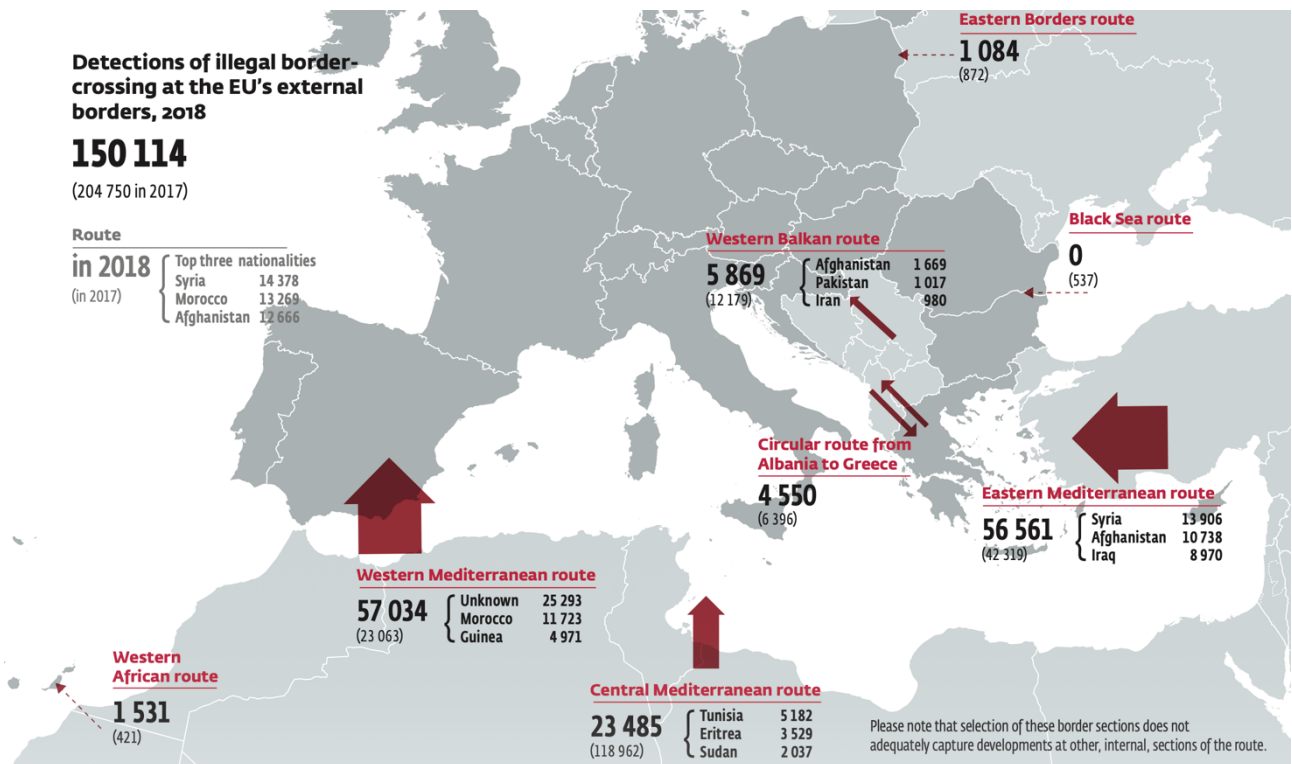 Detections of illegal border-
crossing at the EU's external
borders, 2018
150 114
(204 750 in 2017)
Route
in 2018
(in 2017)
Top three nationalities
Syria 14 378
Morocco 13 269
Afghanistan 12 666
Eastern Borders route
1 084
(872)
Black Sea route
0
(537)
Western Balkan route
5 869
(12 179)
Afghanistan 1 669
Pakistan 1 017
Iran 980
Circular route from
Albania to Greece
4 550
(6 396)
Eastern Mediterranean route
56 561
(42 319)
Syria 13 906
Afghanistan 10 738
Iraq 8 970
Western Mediterranean route
57 034
(23 063)
Unknown 25 293
Morocco 11 723
Guinea 4 971
Western
African route
1 531
(421)
Central Mediterranean route
23 485
(118 962)
Tunisia 5 182
Eritrea 3 529
Sudan 2 037
Please note that selection of these border sections does not
adequately capture developments at other, internal, sections of the route.